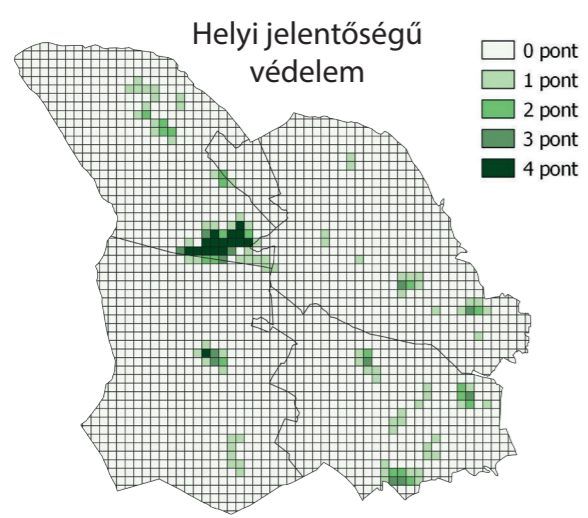 Helyi jelentőségű
védelem
0 pont
1 pont
2 pont
3 pont
4 pont